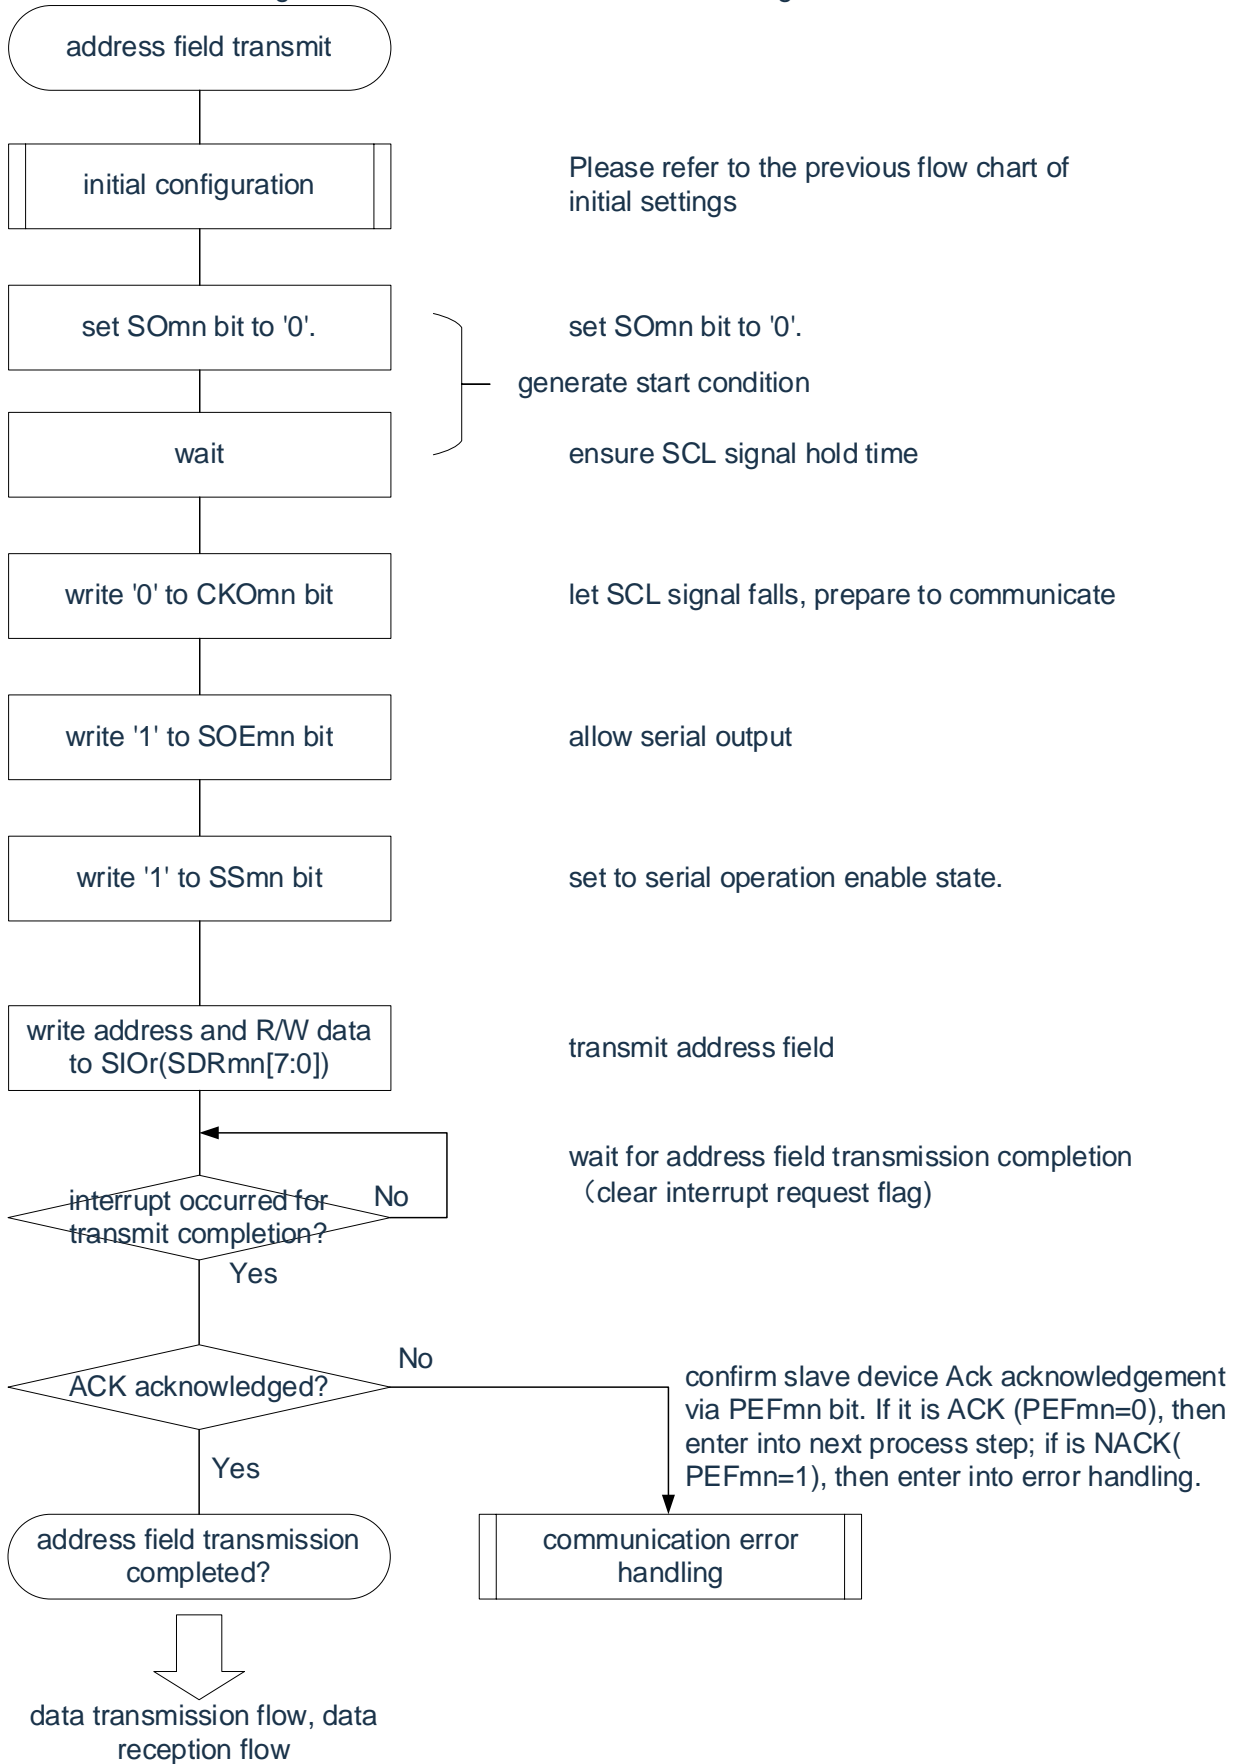 address field transmit
initial configuration
Please refer to the previous flow chart of
initial settings
set SOmn bit to '0'.
set SOmn bit to '0'.
generate start condition
wait
ensure SCL signal hold time
write '0' to CKOmn bit
let SCL signal falls, prepare to communicate
write '1' to SOEmn bit
allow serial output
write '1' to SSmn bit
set to serial operation enable state.
write address and R/W data
to SIOr(SDRmn[7:0])
transmit address field
wait for address field transmission completion
（clear interrupt request flag)
interrupt occurred for
transmit completion?
No
Yes
ACK acknowledged?
No
confirm slave device Ack acknowledgement
via PEFmn bit. If it is ACK (PEFmn=0), then
enter into next process step; if is NACK(
PEFmn=1), then enter into error handling.
Yes
address field transmission
completed?
communication error
handling
data transmission flow, data
reception flow